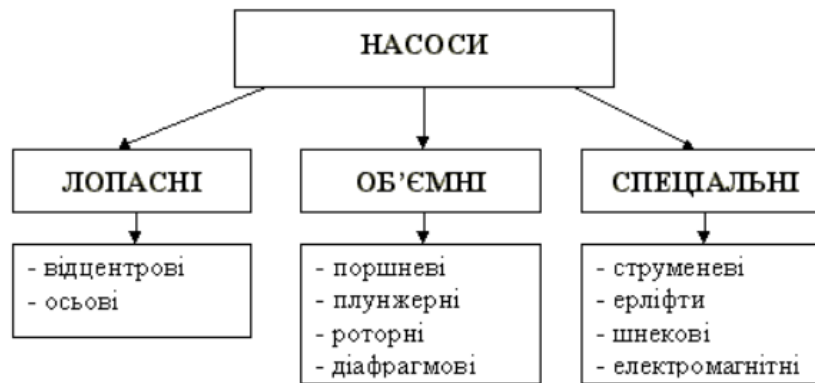 НАСОСИ
ЛОПАСНІ
- відцентрові
- осьові
ОБ’ЄМНІ
- поршневі
- плунжерні
- роторні
- діафрагмові
СПЕЦІАЛЬНІ
- струменеві
- ерліфти
- шнекові
- електромагнітні